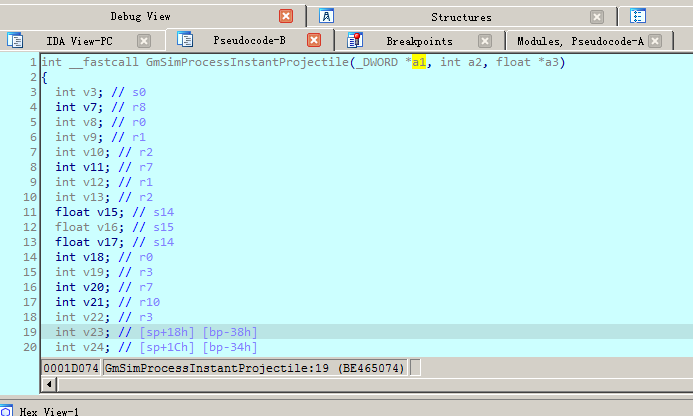 Debug View
Structures
IDA View-PC
Pseudocode-B
Breakpoints
Modules, Pseudocode-A
1 int __fastcall GmSimProcessInstantProjectile(_DWORD *a1, int a2, float *a3)
2 {
3 int v3; // s0
4 int v7; // r8
5 int v8; // r0
6 int v9; // r1
7 int v10; // r2
8 int v11; // r7
9 int v12; // r1
10 int v13; // r2
11 float v15; // s14
12 float v16; // s15
13 float v17; // s14
14 int v18; // r0
15 int v19; // r3
16 int v20; // r7
17 int v21; // r10
18 int v22; // r3
19 int v23; // [sp+18h] [bp-38h]
20 int v24; // [sp+1Ch] [bp-34h]
0001D074 GmSimProcessInstantProjectile:19 (BE465074)
Hex View-1